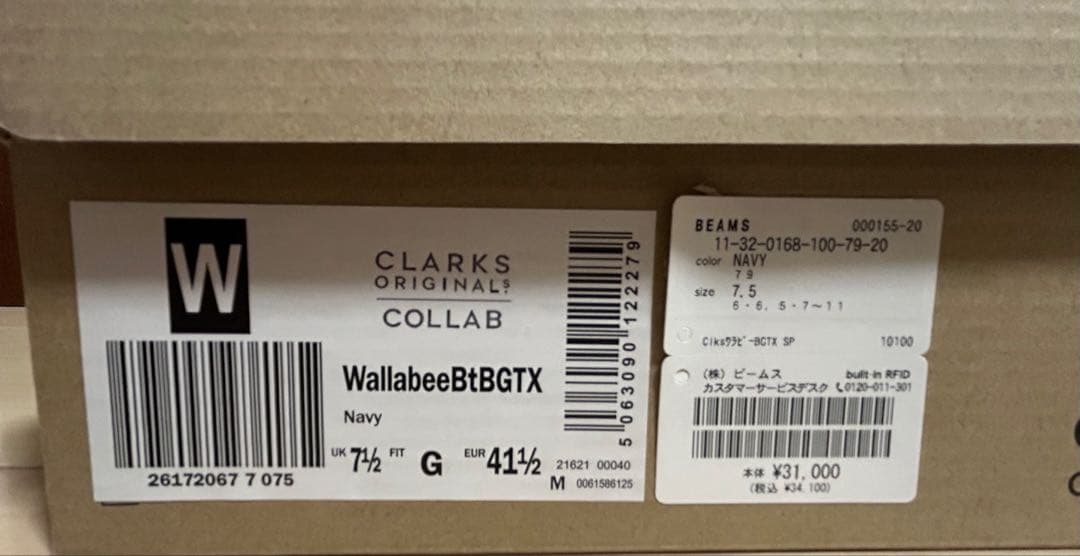 W
CLARKS
ORIGINALS.
COLLAB
WallabeeBtBGTX
Navy
UK 7½ FIT G EUR 41½
26172067 7 075
21621 00040
M 0061586125
5 063090 122279
BEAMS 000155-20
11-32-0168-100-79-20
color NAVY
79
size 7.5
6・6.5・7〜11
Clksワラビ-BGTX SP 10100
(株) ビームス built-in RFID
カスタマーサービスデスク 0120-011-301
本体 ¥31,000
(税込 ¥34,100)